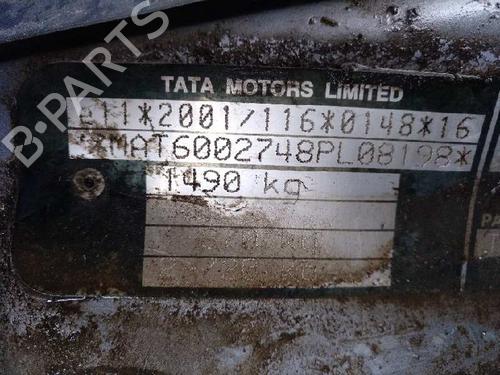 TATA MOTORS LIMITED
E11*2001/116*0148*16
*MAT6002748PL08198*
1490 kg
B-PARTS